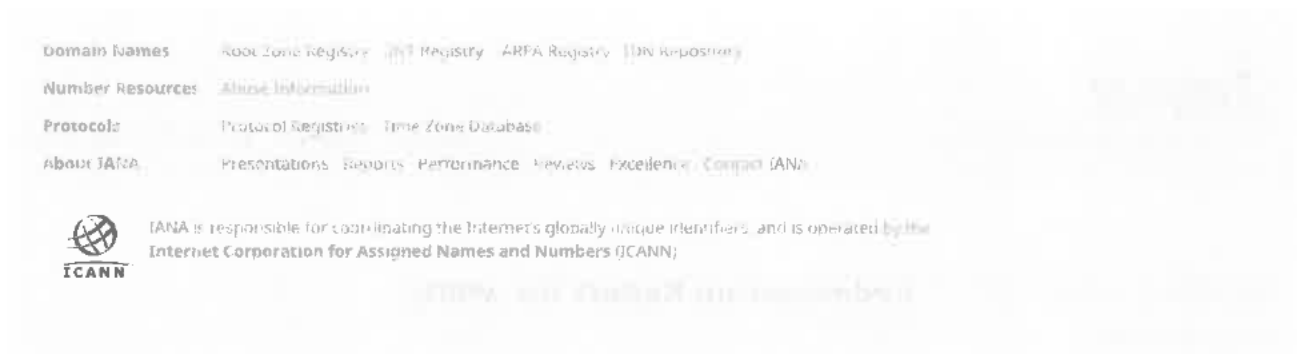 Domain Names Root Zone Registry .INT Registry .ARPA Registry IDN Repository
Number Resources Abuse Information
Protocols Protocol Registries Time Zone Database
About IANA Presentations Reports Performance Reviews Excellence Contact IANA
IANA is responsible for coordinating the Internet's globally unique identifiers, and is operated by the
Internet Corporation for Assigned Names and Numbers (ICANN)
ICANN